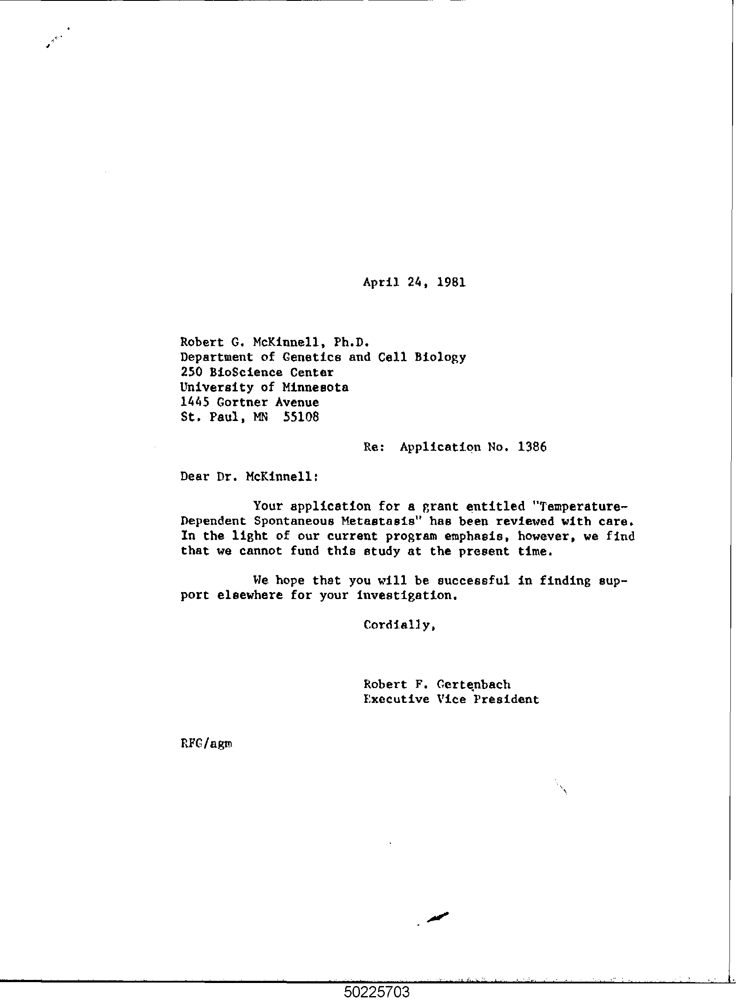 April 24, 1981
Robert G. McKinnell, Ph.D.
Department of Genetics and Cell Biology
250 BioScience Center
University of Minnesota
1445 Gortner Avenue
St. Paul, MN 55108
Re: Application No. 1386
Dear Dr. McKinnell:
Your application for a grant entitled "Temperature-
Dependent Spontaneous Metastasis" has been reviewed with care.
In the light of our current program emphasis, however, we find
that we cannot fund this study at the present time.
We hope that you will be successful in finding sup-
port elsewhere for your investigation.
Cordially,
Robert F. Gertenbach
Executive Vice President
RFG/agm
50225703